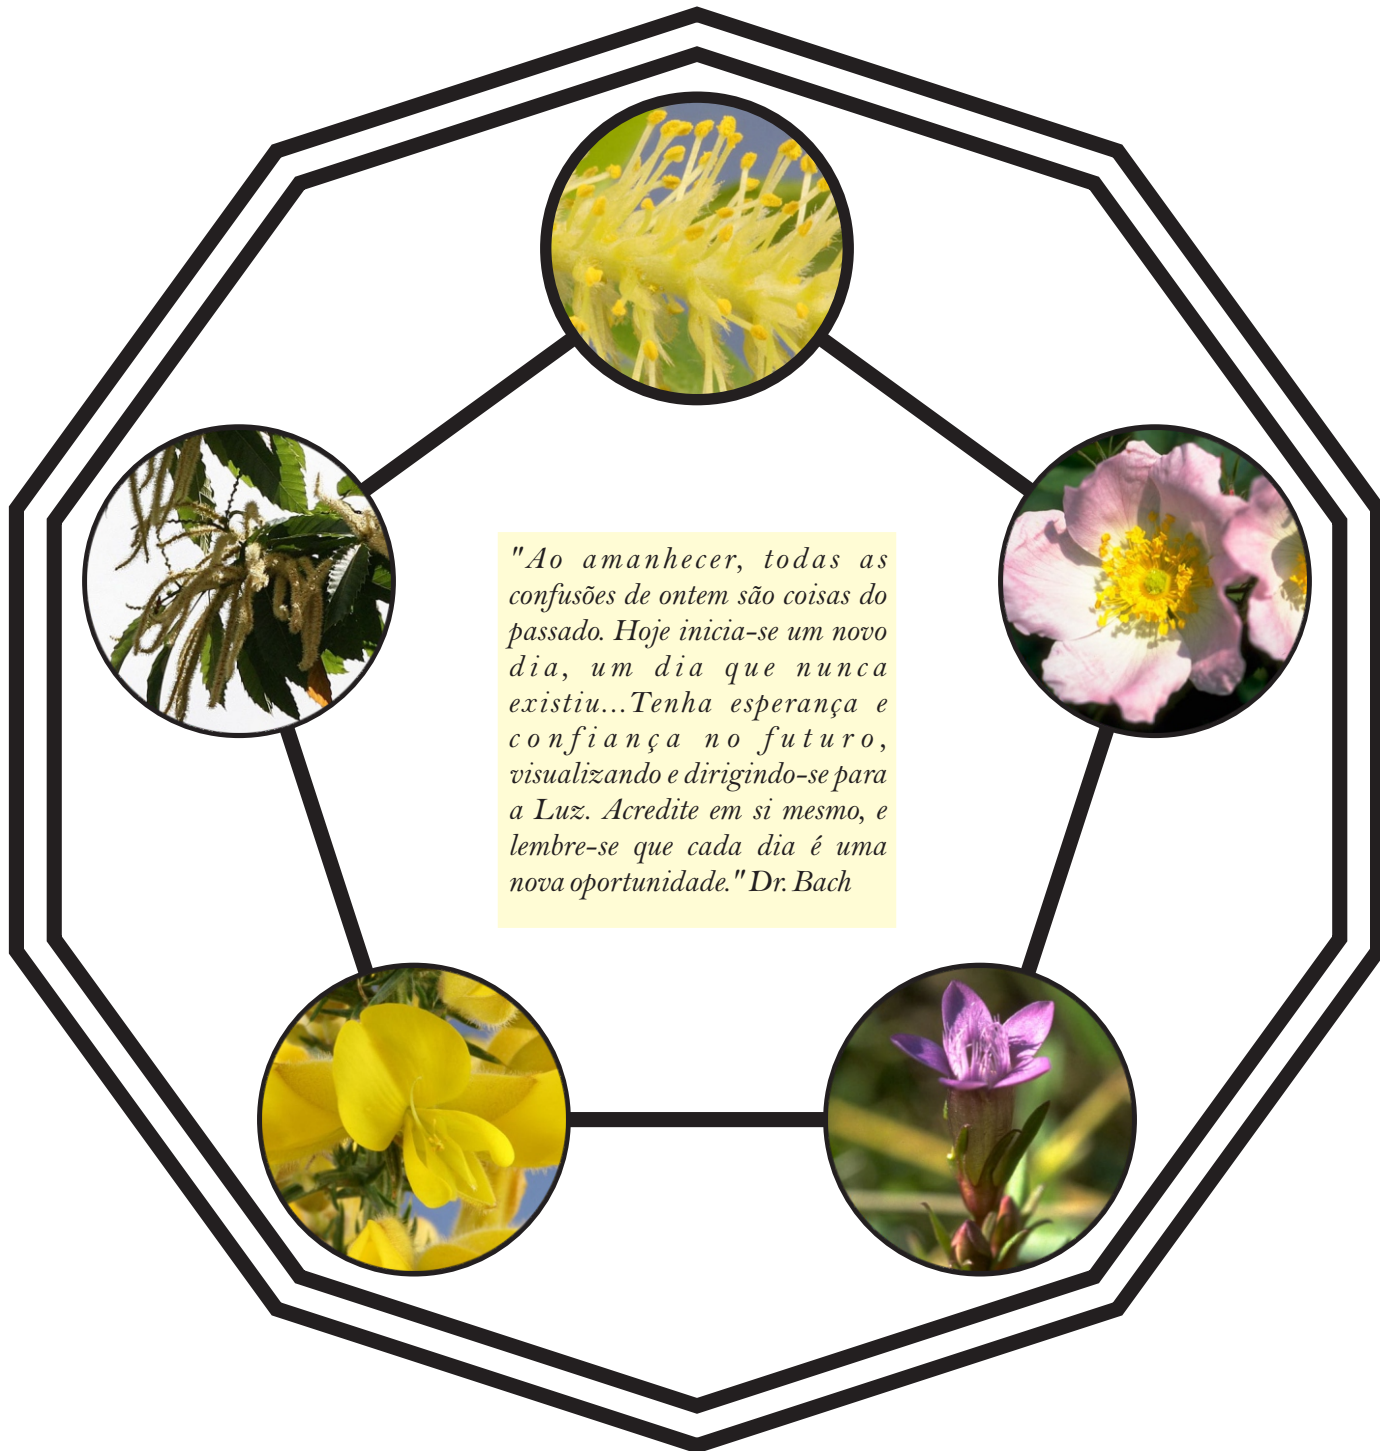 "Ao amanhecer, todas as
confusões de ontem são coisas do
passado. Hoje inicia-se um novo
dia, um dia que nunca
existiu...Tenha esperança e
confiança no futuro,
visualizando e dirigindo-se para
a Luz. Acredite em si mesmo, e
lembre-se que cada dia é uma
nova oportunidade." Dr. Bach